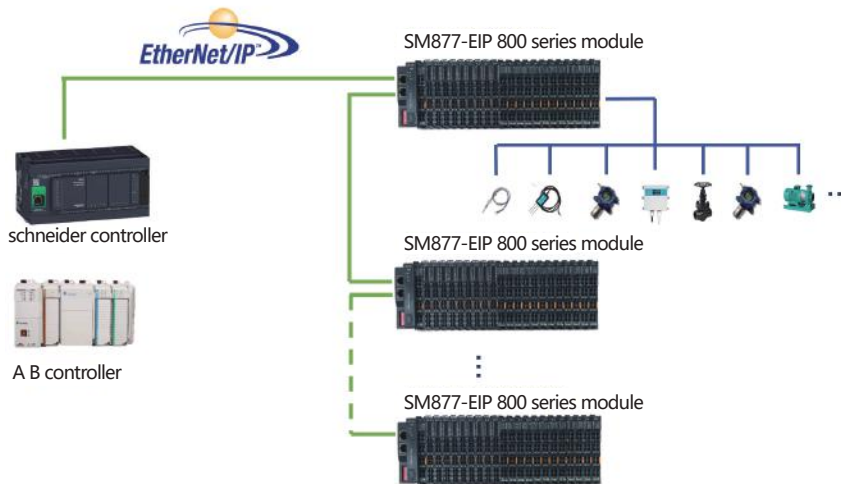 EtherNet/IP™
SM877-EIP 800 series module
schneider controller
SM877-EIP 800 series module
A B controller
SM877-EIP 800 series module